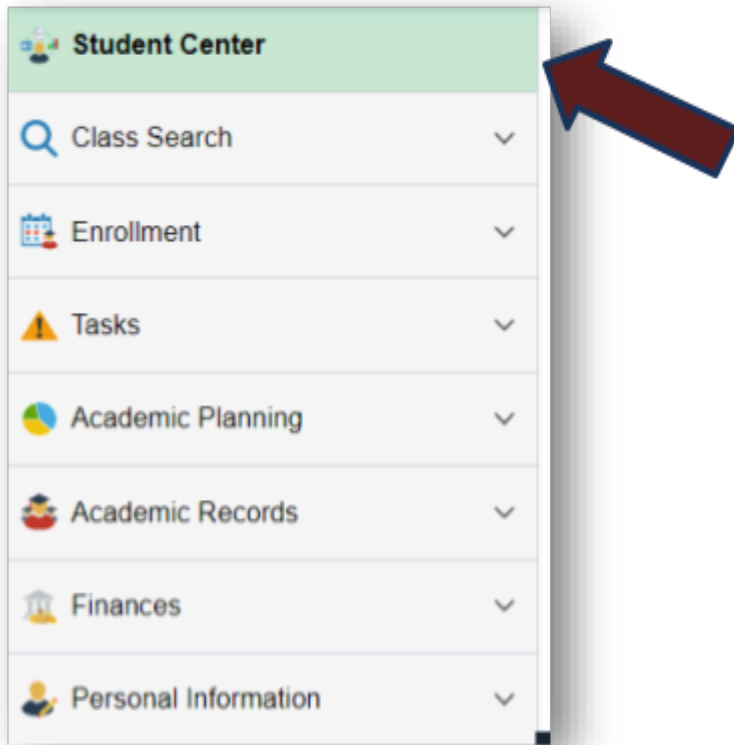 Student Center
Class Search
Enrollment
Tasks
Academic Planning
Academic Records
Finances
Personal Information